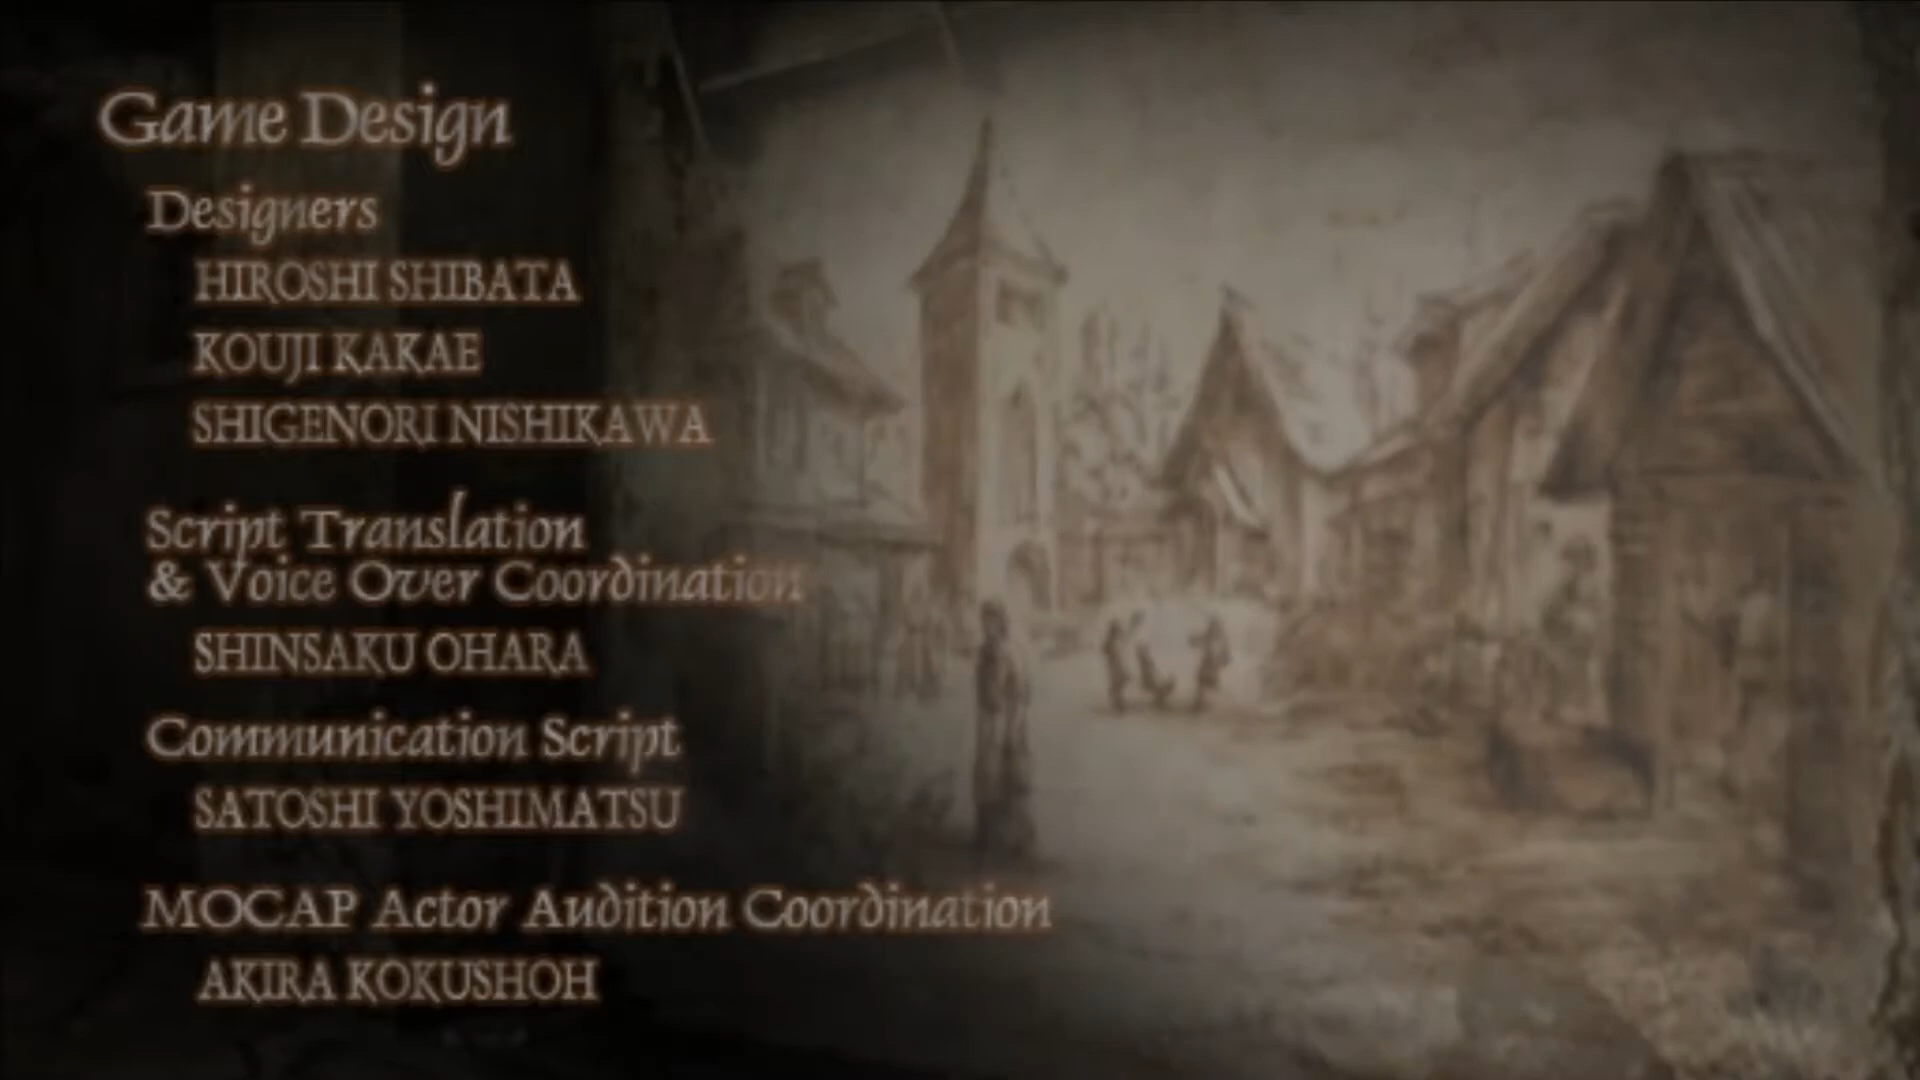 Game Design
Designers
HIROSHI SHIBATA
KOUJI KAKAE
SHIGENORI NISHIKAWA
Script Translation
& Voice Over Coordination
SHINSAKU OHARA
Communication Script
SATOSHI YOSHIMATSU
MOCAP Actor Audition Coordination
AKIRA KOKUSHOH